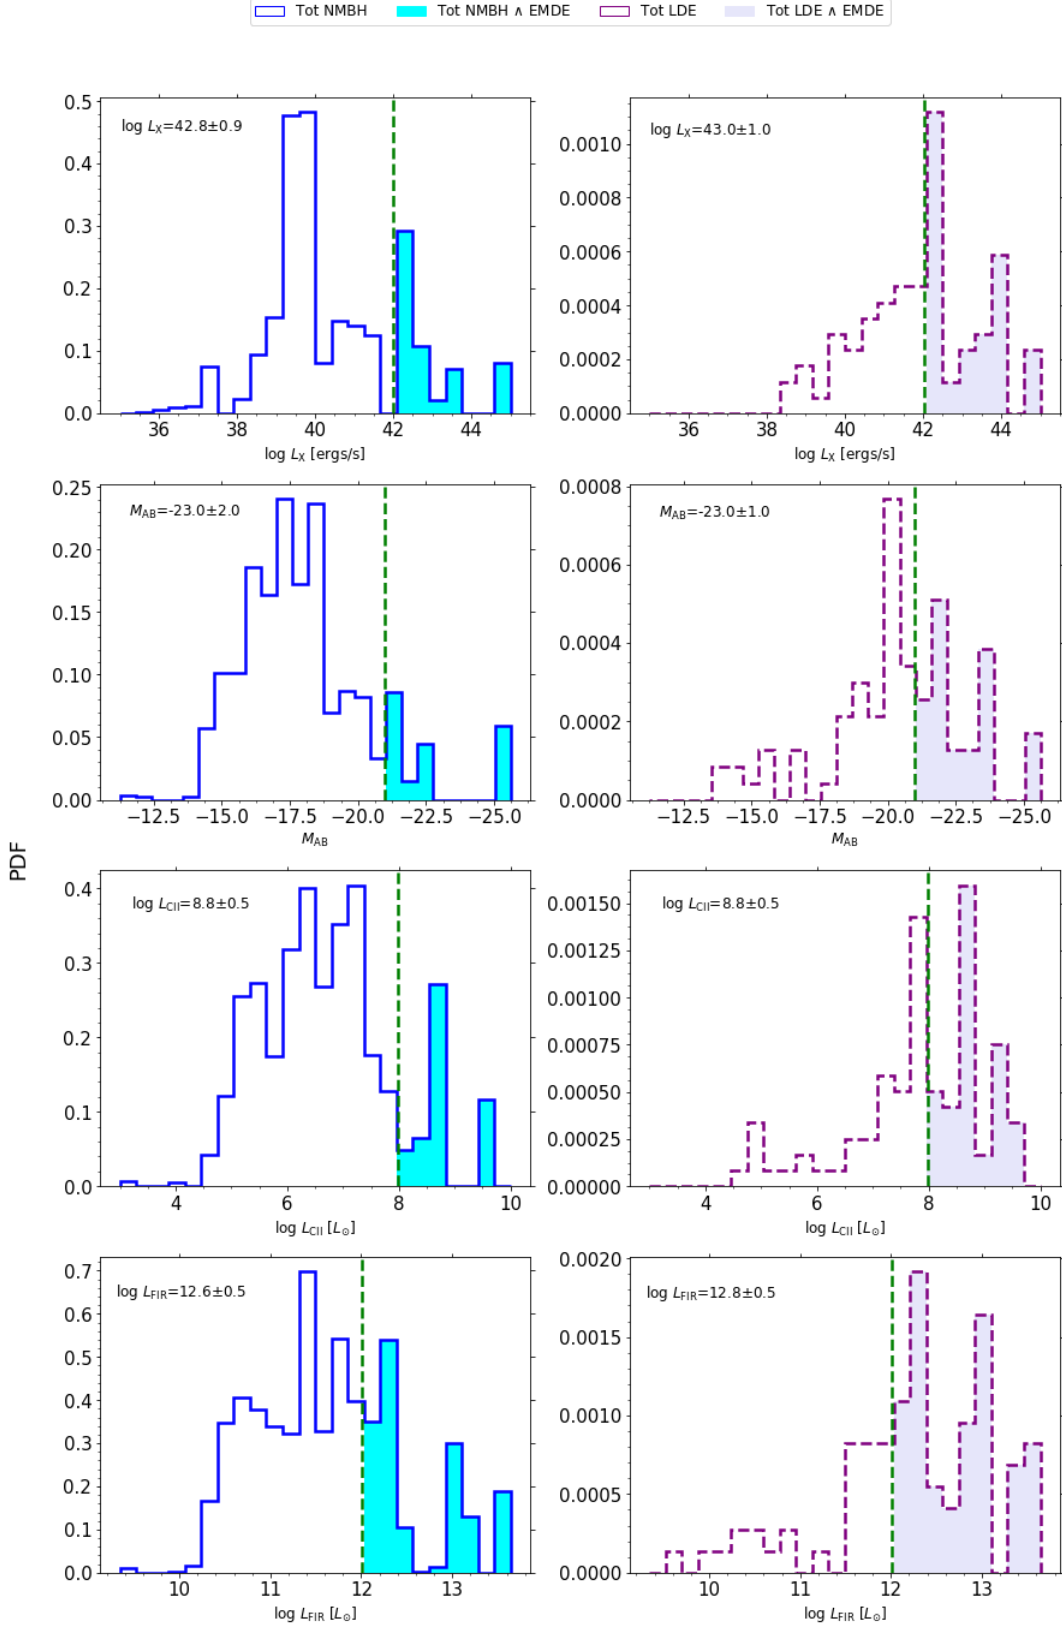 Tot NMBH Tot NMBH ∧ EMDE Tot LDE Tot LDE ∧ EMDE
log L_X=42.8±0.9
0.5
0.4
0.3
0.2
0.1
0.0
36 38 40 42 44
log L_X [ergs/s]
log L_X=43.0±1.0
0.0010
0.0008
0.0006
0.0004
0.0002
0.0000
36 38 40 42 44
log L_X [ergs/s]
M_AB=-23.0±2.0
0.25
0.20
0.15
0.10
0.05
0.00
−12.5 −15.0 −17.5 −20.0 −22.5 −25.0
M_AB
M_AB=-23.0±1.0
0.0008
0.0006
0.0004
0.0002
0.0000
−12.5 −15.0 −17.5 −20.0 −22.5 −25.0
M_AB
PDF
log L_CII=8.8±0.5
0.4
0.3
0.2
0.1
0.0
4 6 8 10
log L_CII [L_⊙]
log L_CII=8.8±0.5
0.00150
0.00125
0.00100
0.00075
0.00050
0.00025
0.00000
4 6 8 10
log L_CII [L_⊙]
log L_FIR=12.6±0.5
0.7
0.6
0.5
0.4
0.3
0.2
0.1
0.0
10 11 12 13
log L_FIR [L_⊙]
log L_FIR=12.8±0.5
0.0020
0.0015
0.0010
0.0005
0.0000
10 11 12 13
log L_FIR [L_⊙]